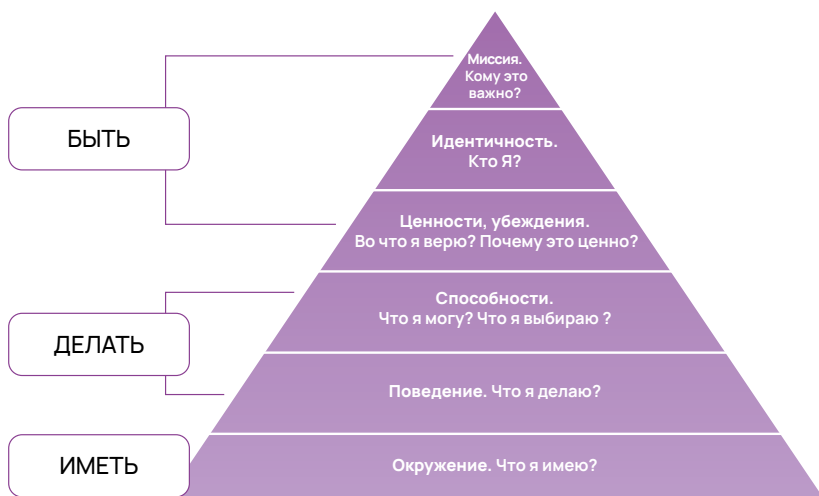 Миссия.
Кому это
важно?
БЫТЬ
Идентичность.
Кто Я?
Ценности, убеждения.
Во что я верю? Почему это ценно?
Способности.
Что я могу? Что я выбираю ?
ДЕЛАТЬ
Поведение. Что я делаю?
ИМЕТЬ
Окружение. Что я имею?